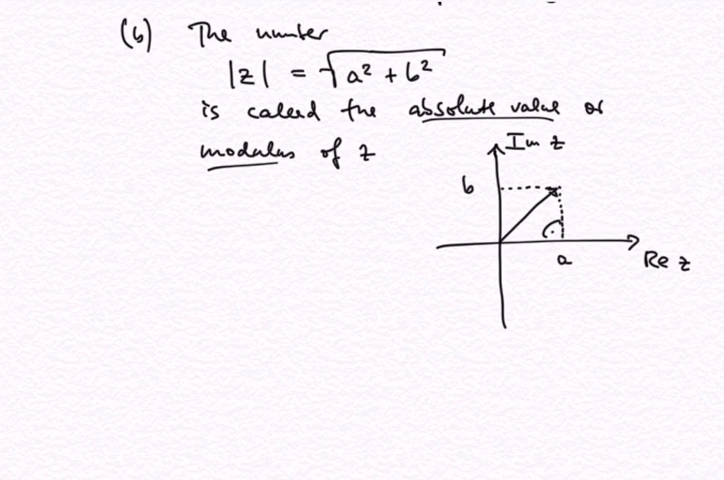 (b) The number
|z| = √a² + b²
is called the absolute value or
modulus of z
Im z
b
a
Re z